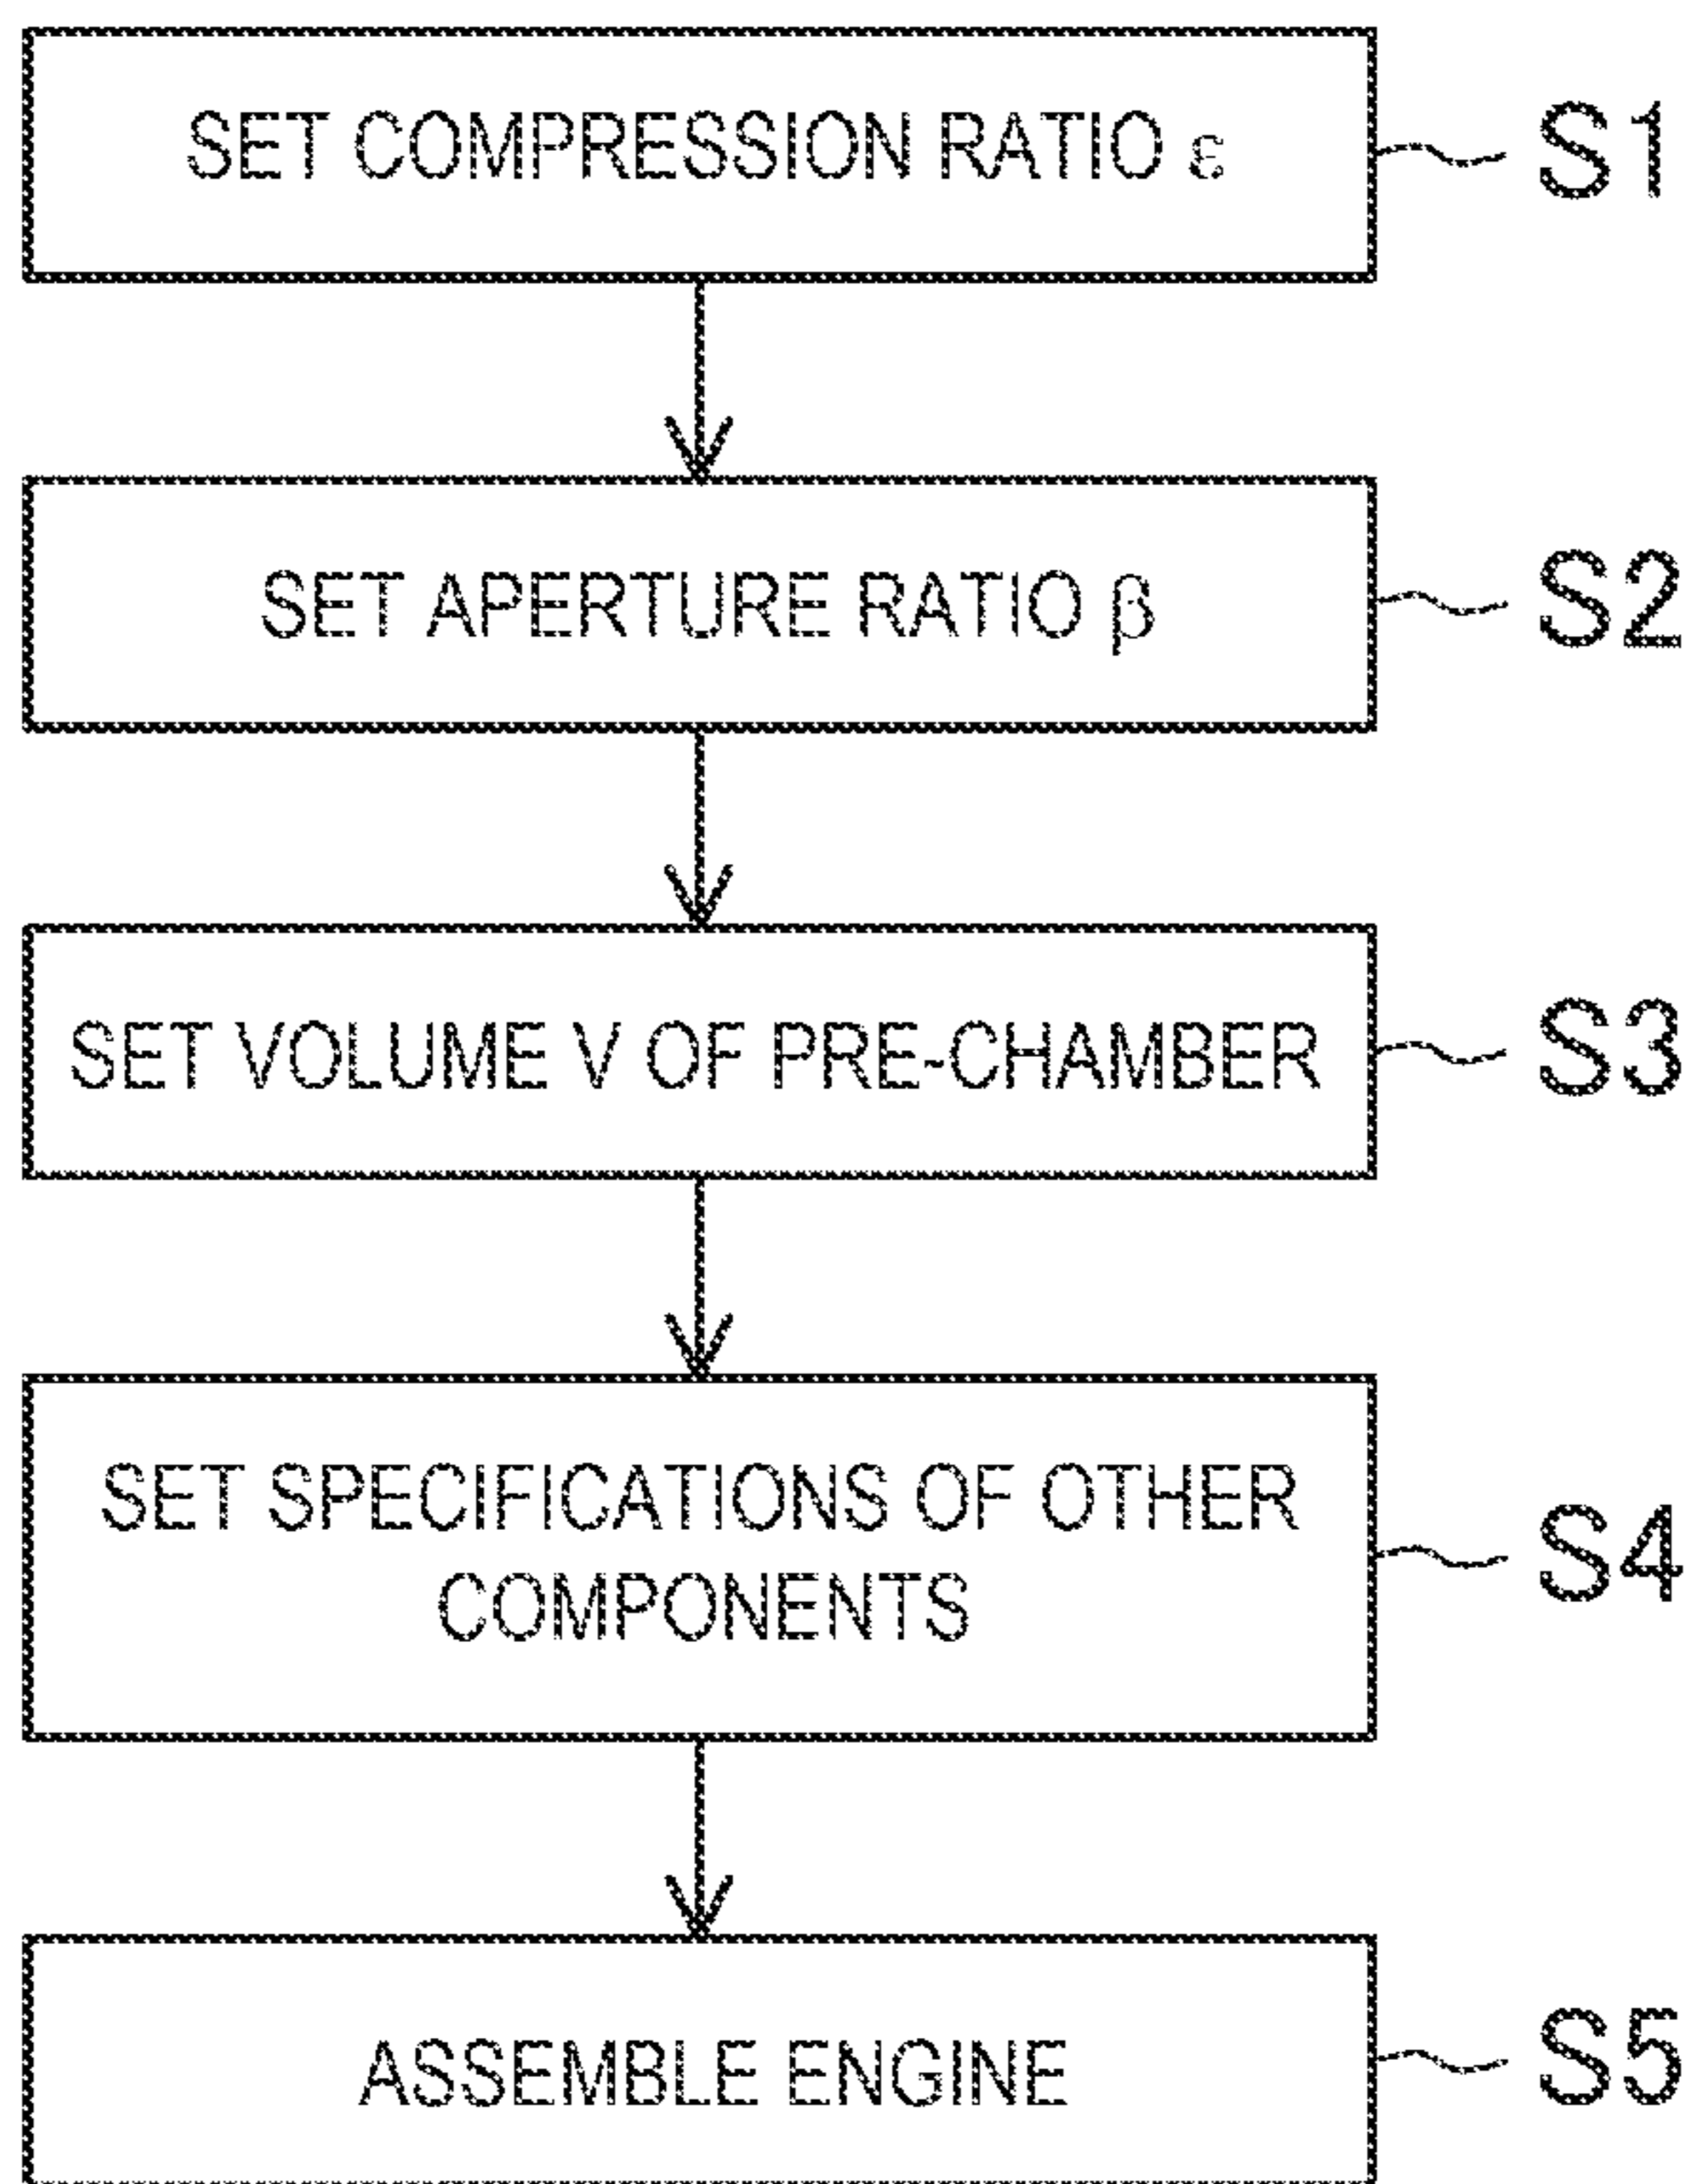 SET COMPRESSION RATIO ε
S1
SET APERTURE RATIO β
S2
SET VOLUME V OF PRE-CHAMBER
S3
SET SPECIFICATIONS OF OTHER
COMPONENTS
S4
ASSEMBLE ENGINE
S5